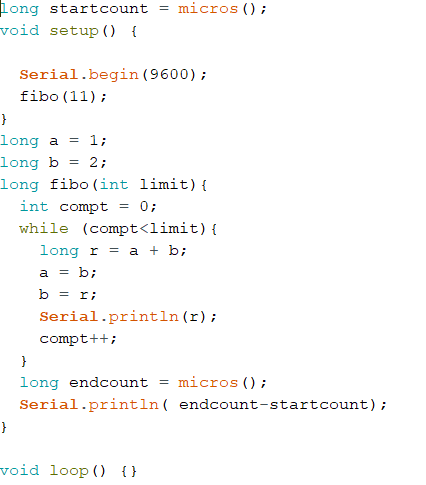 long startcount = micros();
void setup() {
  Serial.begin(9600);
  fibo(11);
}
long a = 1;
long b = 2;
long fibo(int limit){
  int compt = 0;
  while (compt<limit){
    long r = a + b;
    a = b;
    b = r;
    Serial.println(r);
    compt++;
  }
  long endcount = micros();
  Serial.println( endcount-startcount);
}
void loop() {}